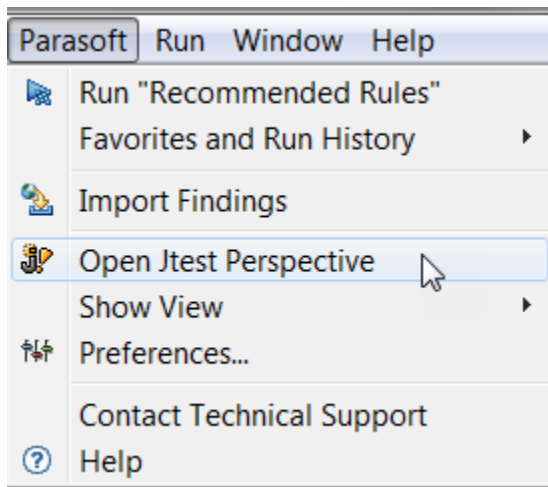 Parasoft Run Window Help
Run "Recommended Rules"
Favorites and Run History
Import Findings
Open Jtest Perspective
Show View
Preferences...
Contact Technical Support
Help